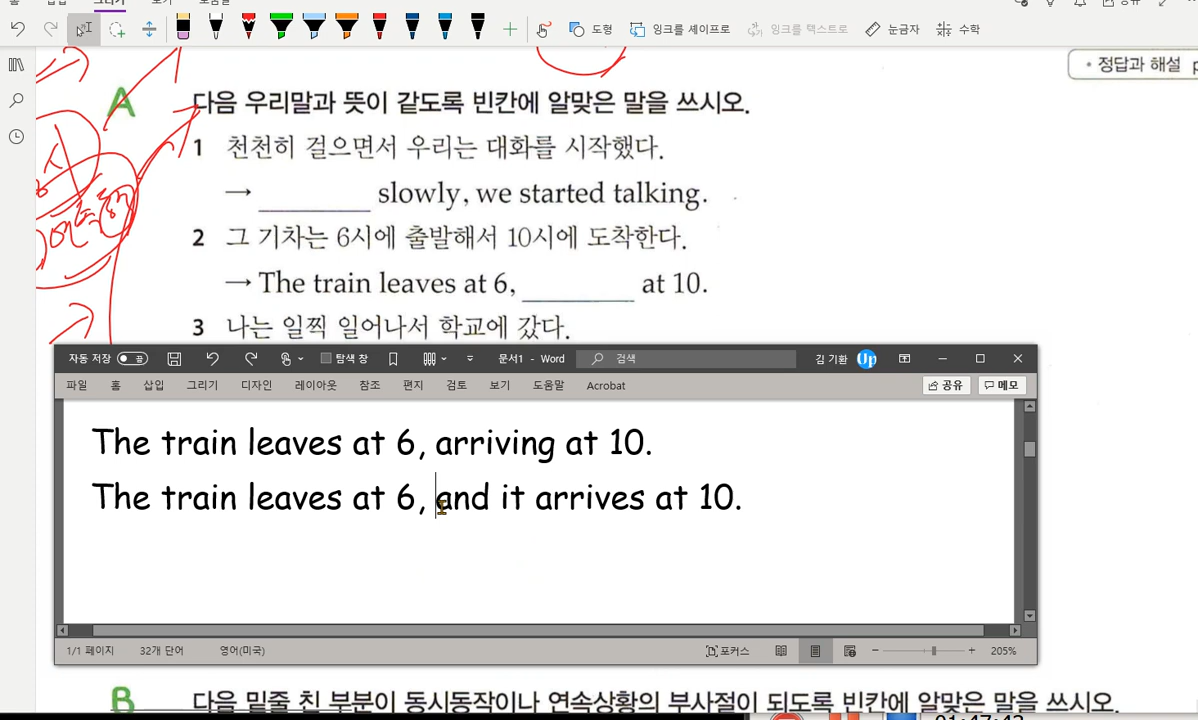 도형
잉크를 셰이프로
잉크를 텍스트로
눈금자
수학
• 정답과 해설
A 다음 우리말과 뜻이 같도록 빈칸에 알맞은 말을 쓰시오.
1 천천히 걸으면서 우리는 대화를 시작했다.
→ ________ slowly, we started talking.
2 그 기차는 6시에 출발해서 10시에 도착한다.
→ The train leaves at 6, ________ at 10.
3 나는 일찍 일어나서 학교에 갔다.
자동 저장 끔 탐색 창 문서1 - Word 검색 김 기환
파일 홈 삽입 그리기 디자인 레이아웃 참조 편지 검토 보기 도움말 Acrobat 공유 메모
The train leaves at 6, arriving at 10.
The train leaves at 6, and it arrives at 10.
1/1 페이지 32개 단어 영어(미국) 포커스 205%
B 다음 밑줄 친 부분이 동시동작이나 연속상황의 부사절이 되도록 빈칸에 알맞은 말을 쓰시오.